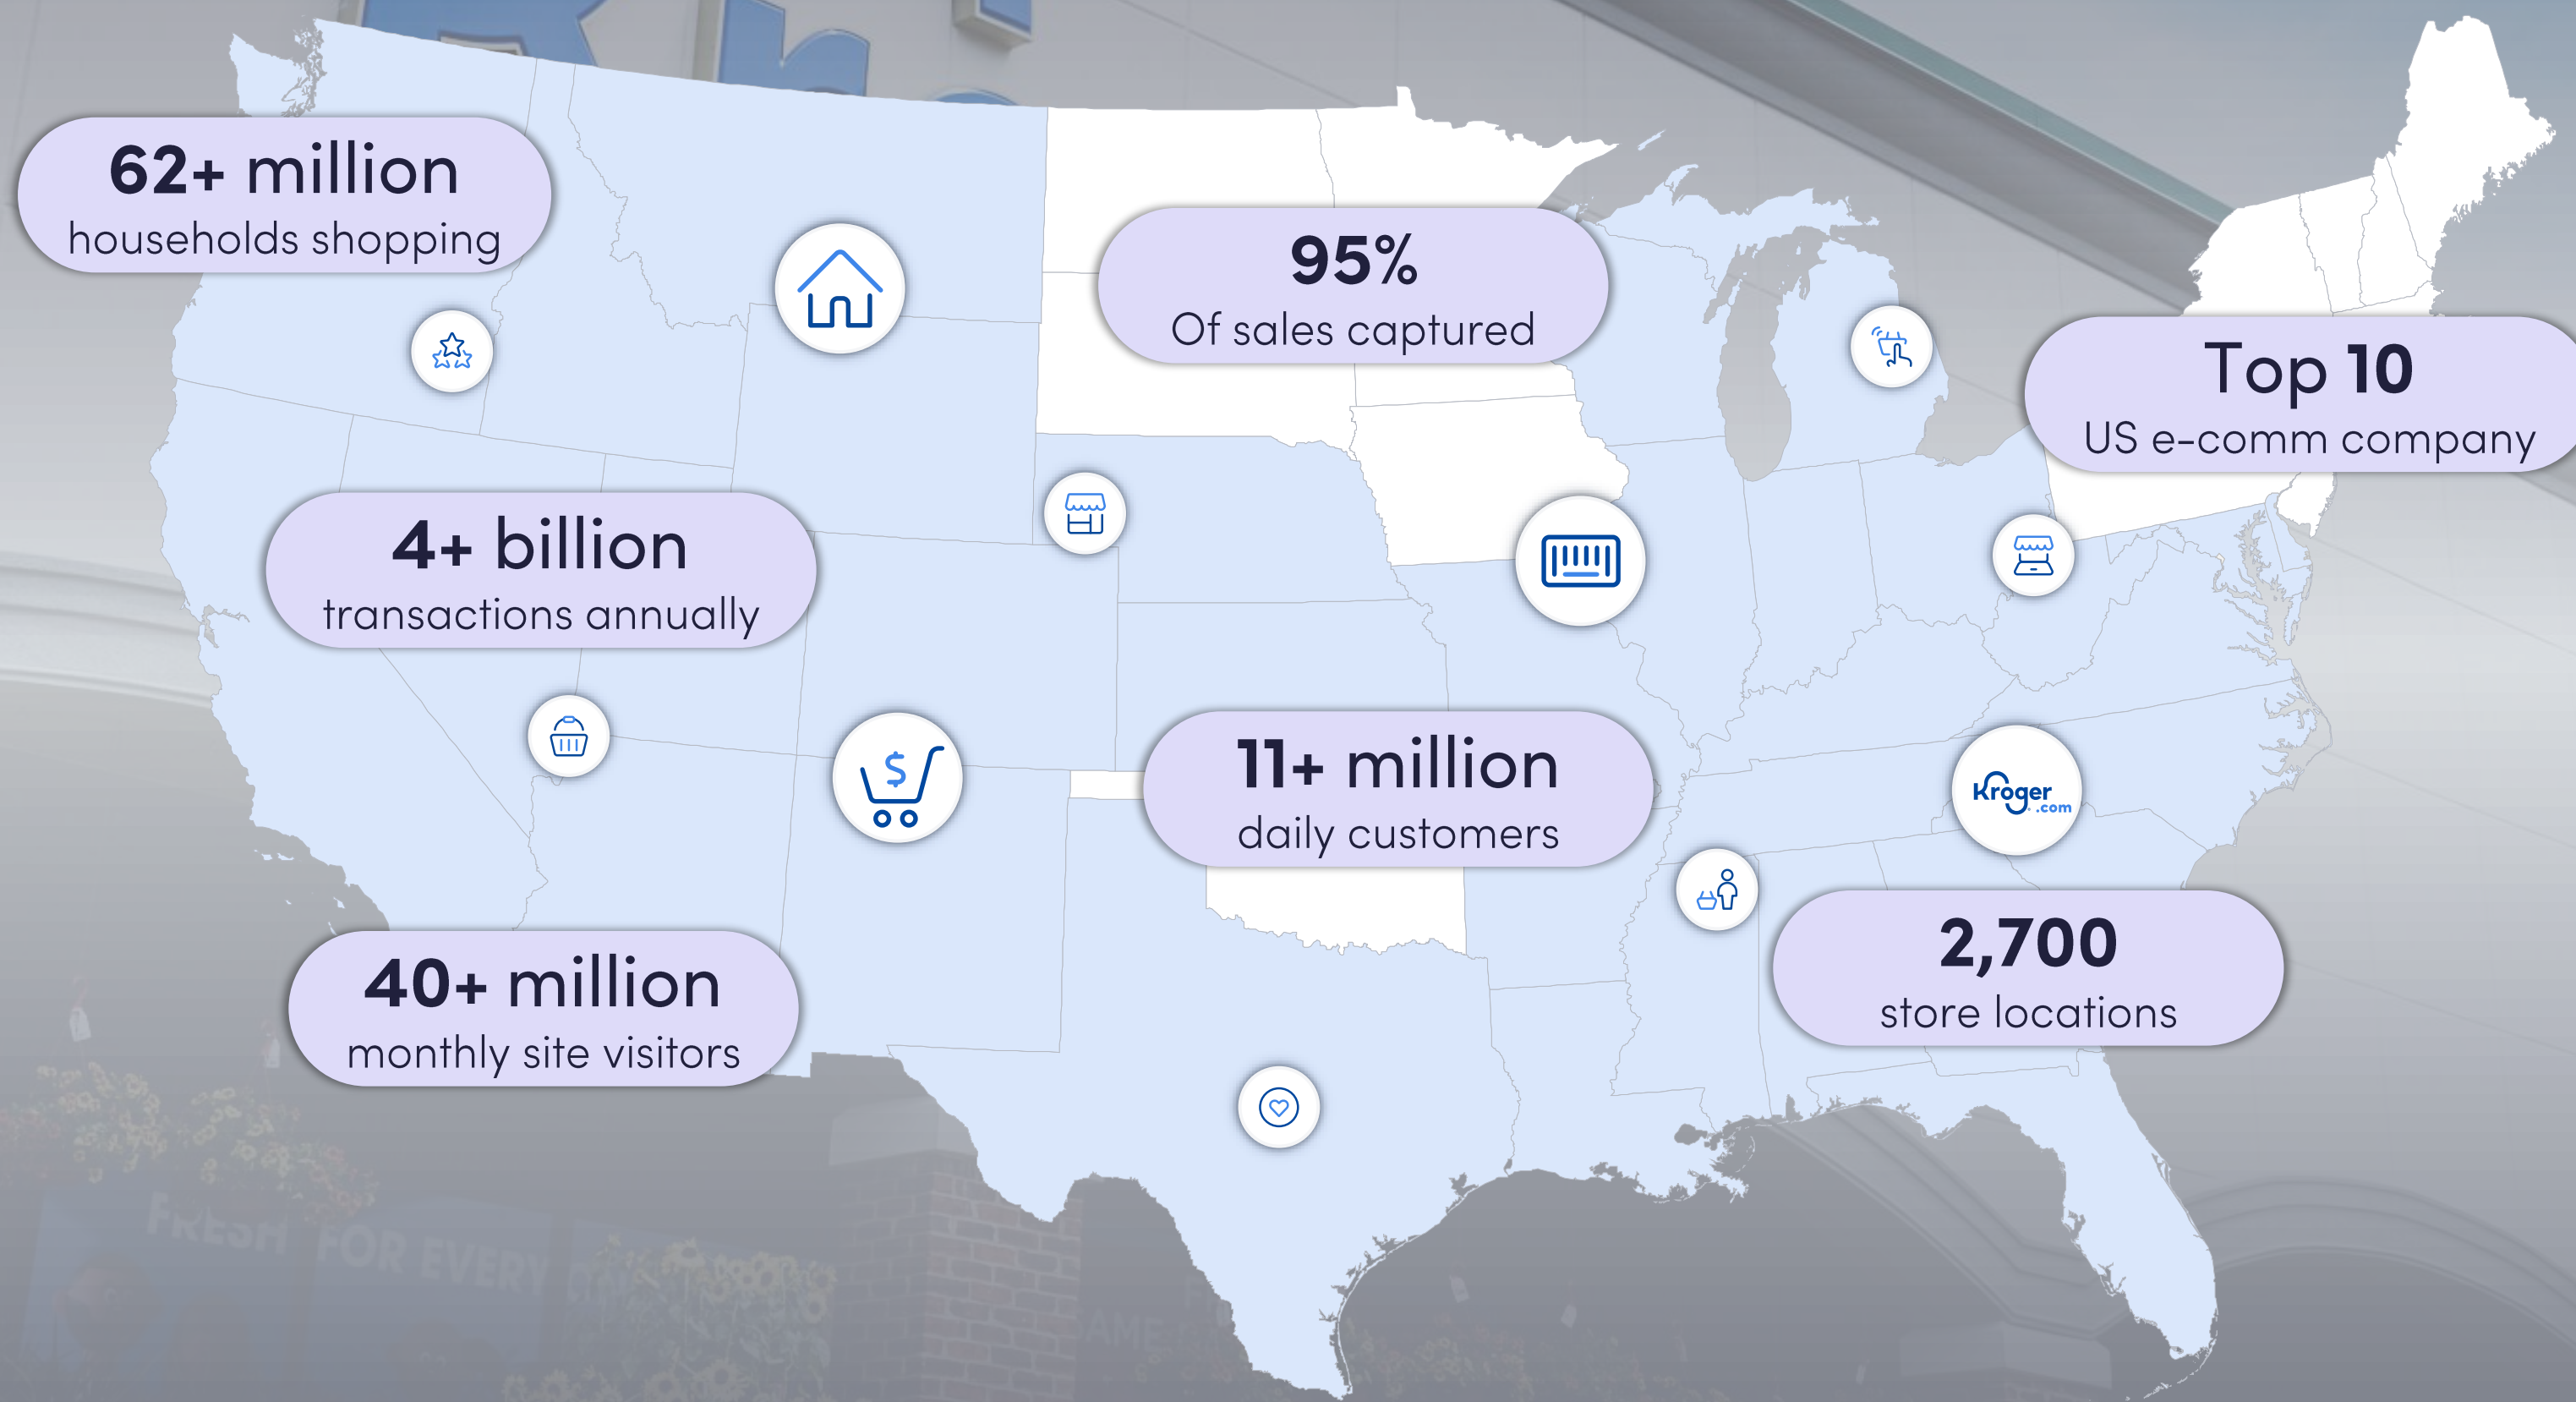 62+ million
households shopping
95%
Of sales captured
Top 10
US e-comm company
4+ billion
transactions annually
11+ million
daily customers
$
Kroger
.com
40+ million
monthly site visitors
2,700
store locations
FRESH FOR EVERY